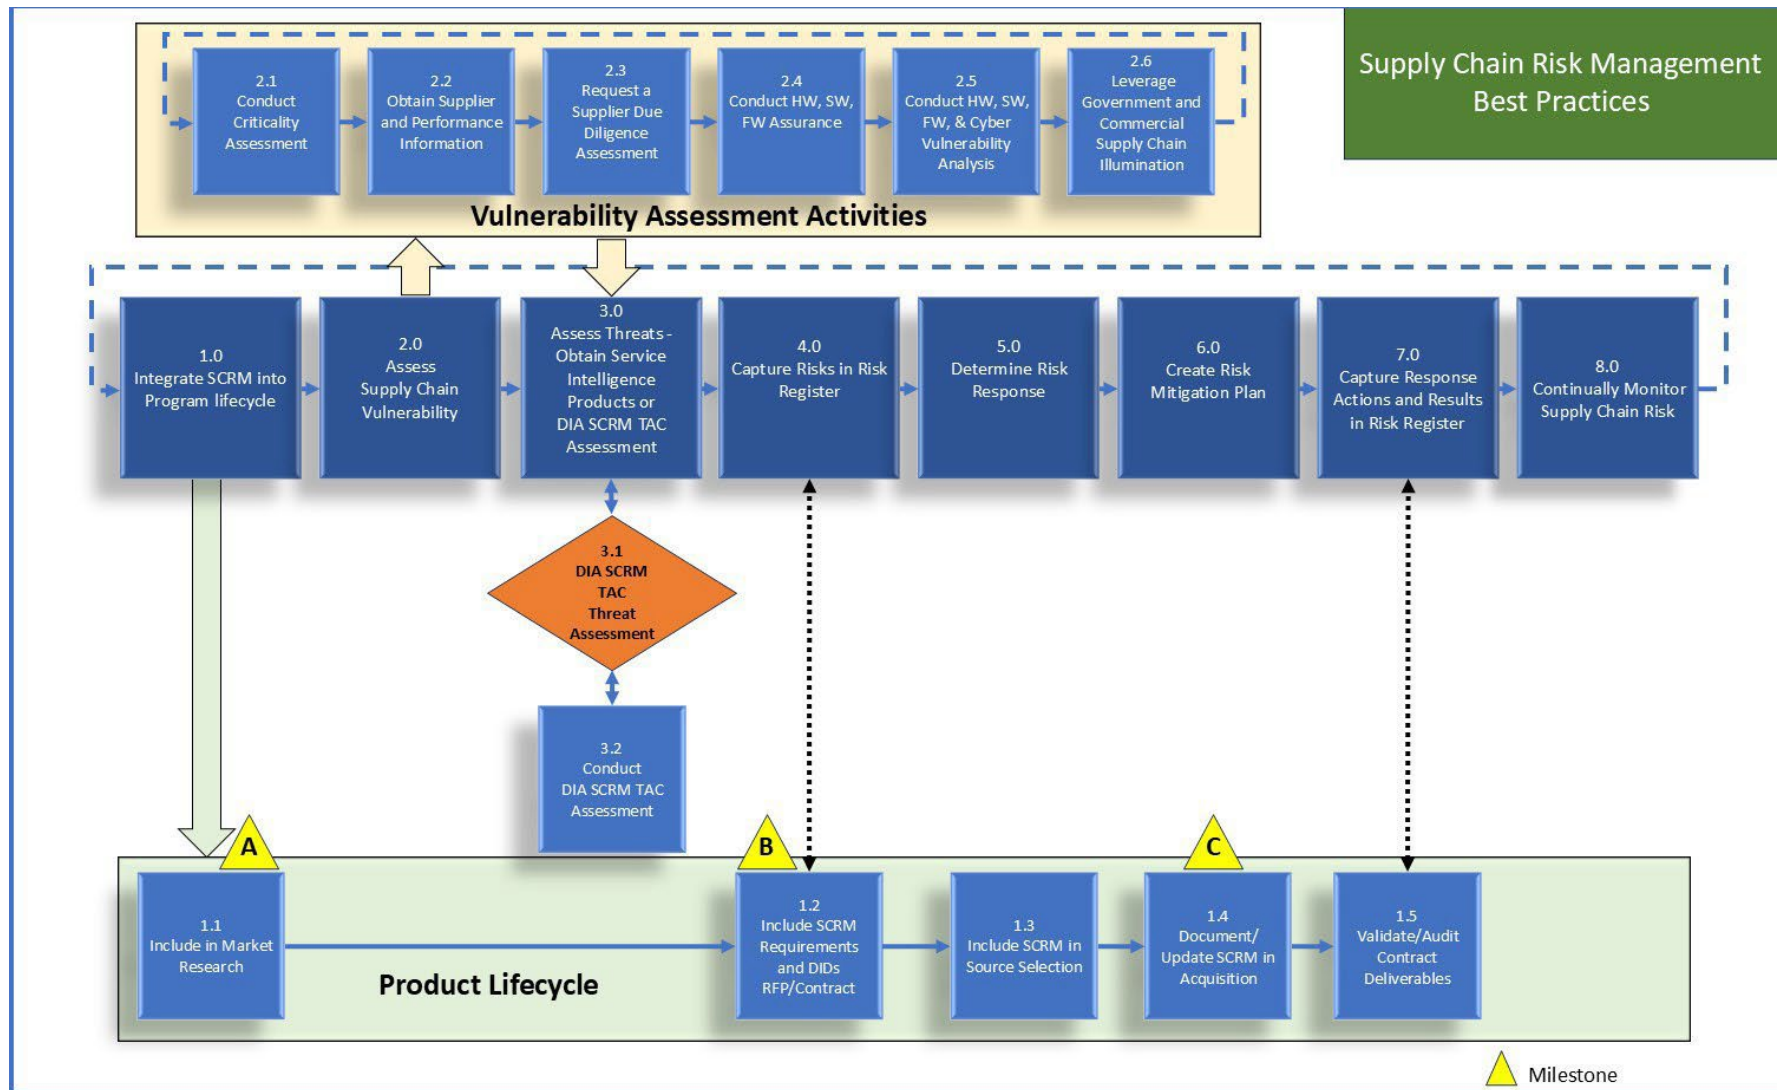 Supply Chain Risk Management
Best Practices
2.1
Conduct
Criticality
Assessment
2.2
Obtain Supplier
and Performance
Information
2.3
Request a
Supplier Due
Diligence
Assessment
2.4
Conduct HW, SW,
FW Assurance
2.5
Conduct HW, SW,
FW, & Cyber
Vulnerability
Analysis
2.6
Leverage
Government and
Commercial
Supply Chain
Illumination
Vulnerability Assessment Activities
1.0
Integrate SCRM into
Program lifecycle
2.0
Assess
Supply Chain
Vulnerability
3.0
Assess Threats -
Obtain Service
Intelligence
Products or
DIA SCRM TAC
Assessment
4.0
Capture Risks in Risk
Register
5.0
Determine Risk
Response
6.0
Create Risk
Mitigation Plan
7.0
Capture Response
Actions and Results
in Risk Register
8.0
Continually Monitor
Supply Chain Risk
3.1
DIA SCRM
TAC
Threat
Assessment
3.2
Conduct
DIA SCRM TAC
Assessment
A
B
C
1.1
Include in Market
Research
1.2
Include SCRM
Requirements
and DIDs
RFP/Contract
1.3
Include SCRM in
Source Selection
1.4
Document/
Update SCRM in
Acquisition
1.5
Validate/Audit
Contract
Deliverables
Product Lifecycle
Milestone